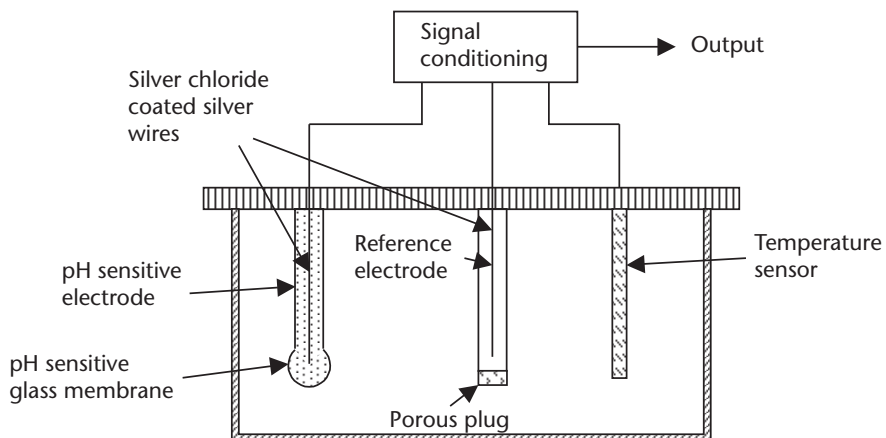 Signal
conditioning
Output
Silver chloride
coated silver
wires
Reference
electrode
Temperature
sensor
pH sensitive
electrode
pH sensitive
glass membrane
Porous plug